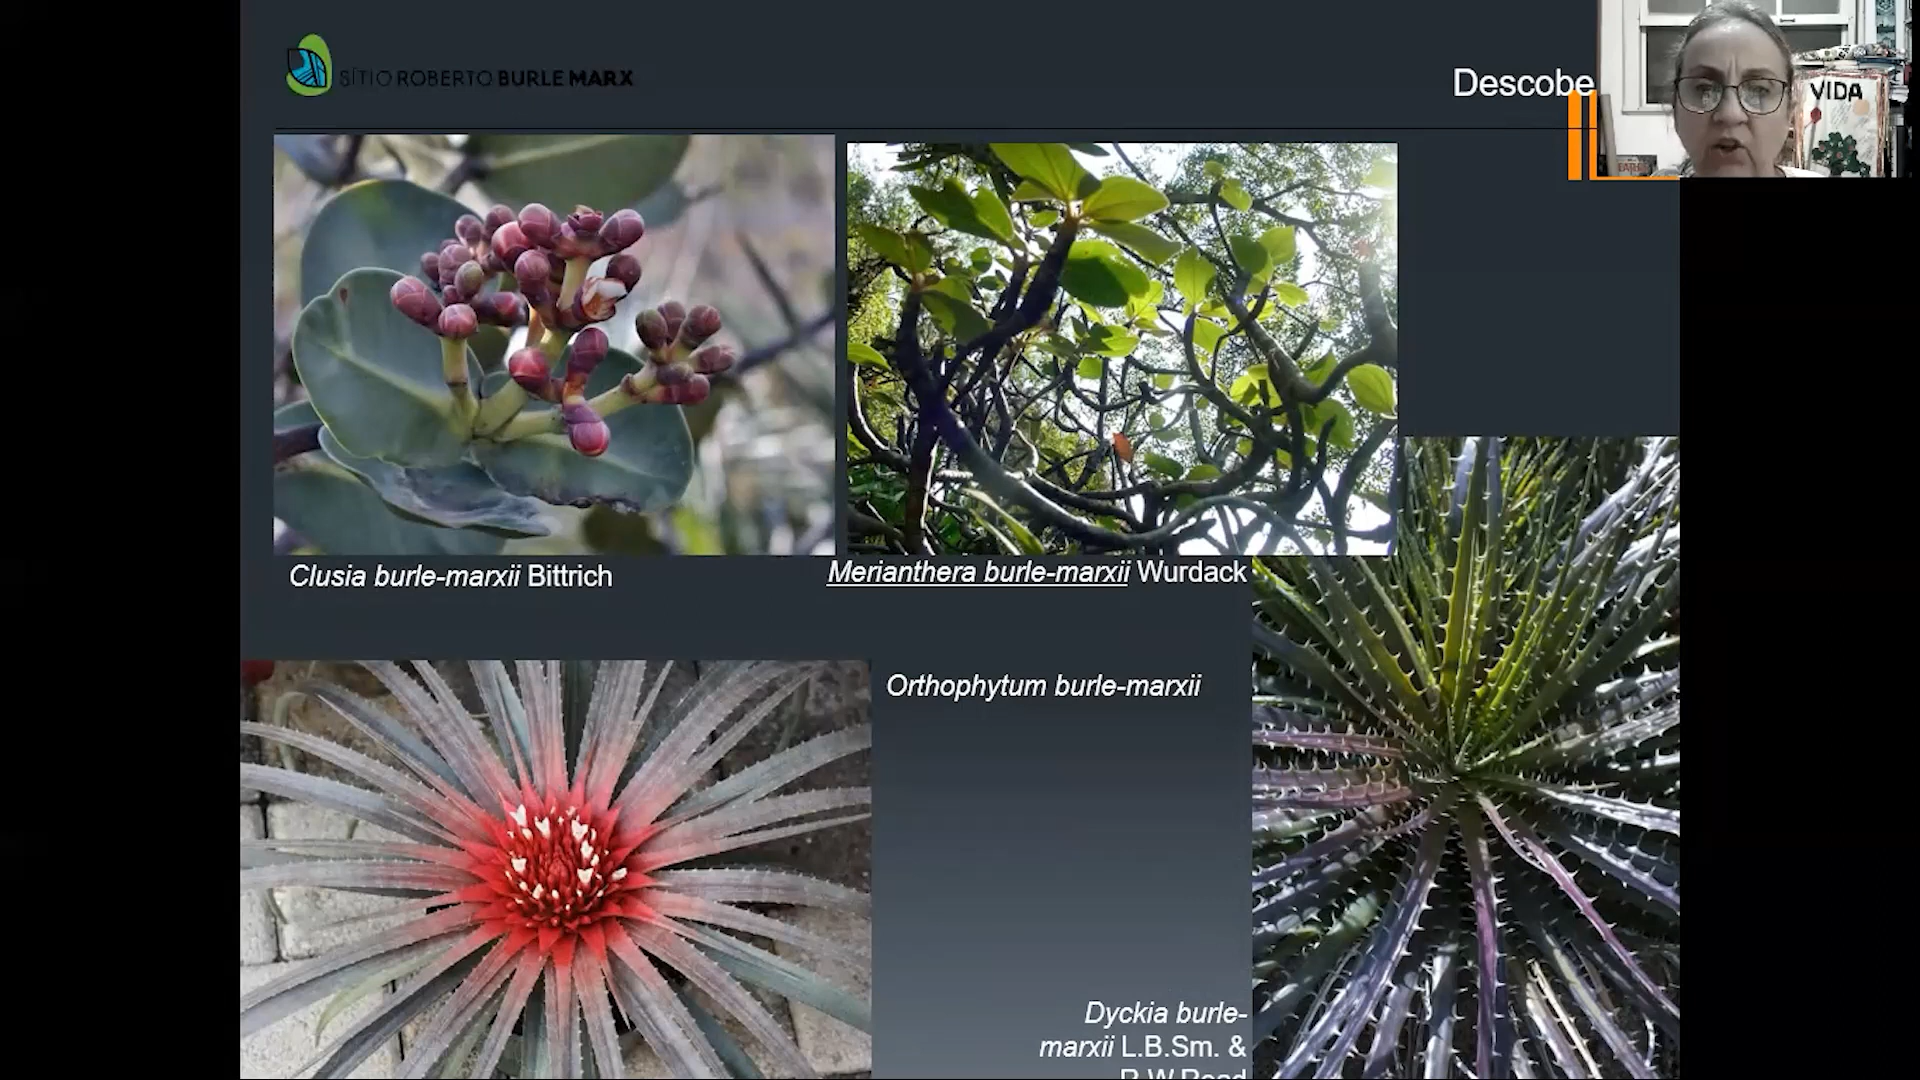 SÍTIO ROBERTO BURLE MARX
Descobe
VIDA
Clusia burle-marxii Bittrich
Merianthera burle-marxii Wurdack
Orthophytum burle-marxii
Dyckia burle-
marxii L.B.Sm. &